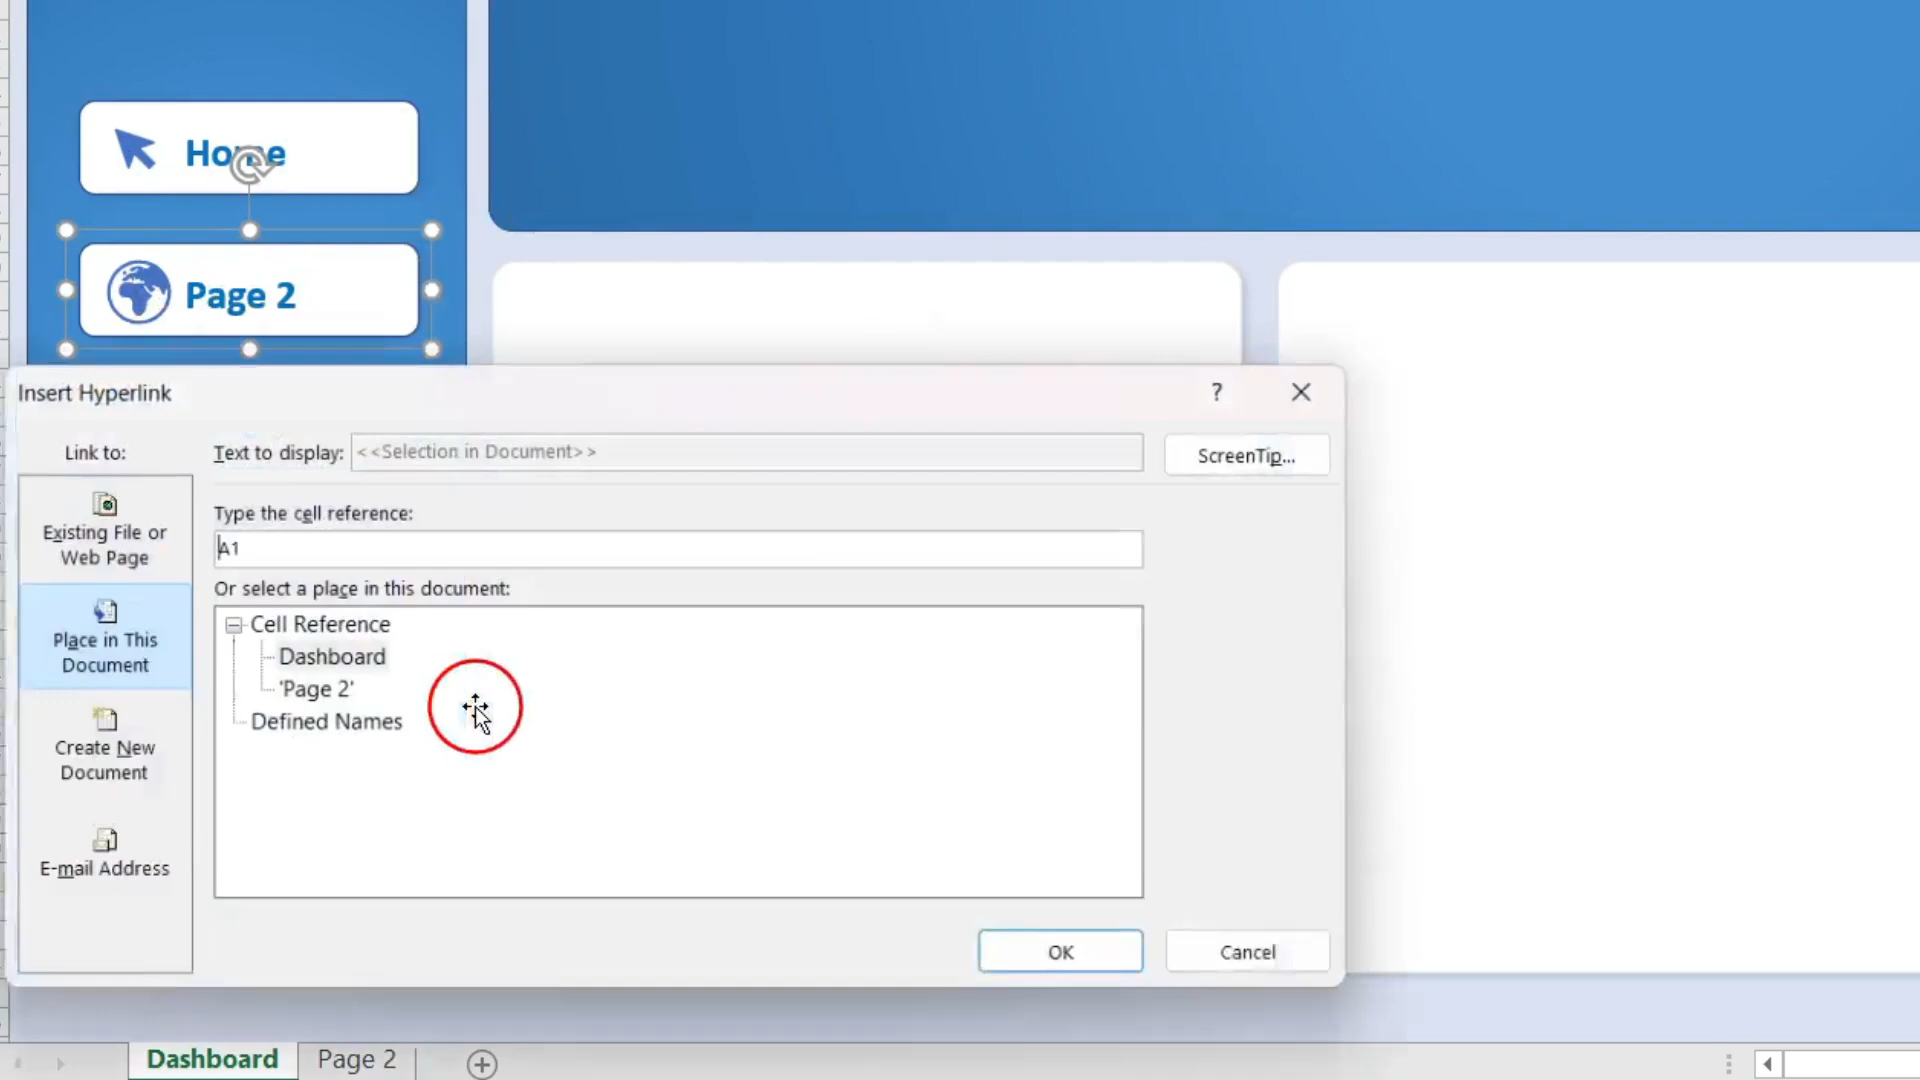 Home
Page 2
Insert Hyperlink
?
Link to:
Text to display:
<<Selection in Document>>
ScreenTip...
Existing File or
Web Page
Type the cell reference:
A1
Or select a place in this document:
Cell Reference
Dashboard
'Page 2'
Defined Names
Place in This
Document
Create New
Document
E-mail Address
OK
Cancel
Dashboard
Page 2